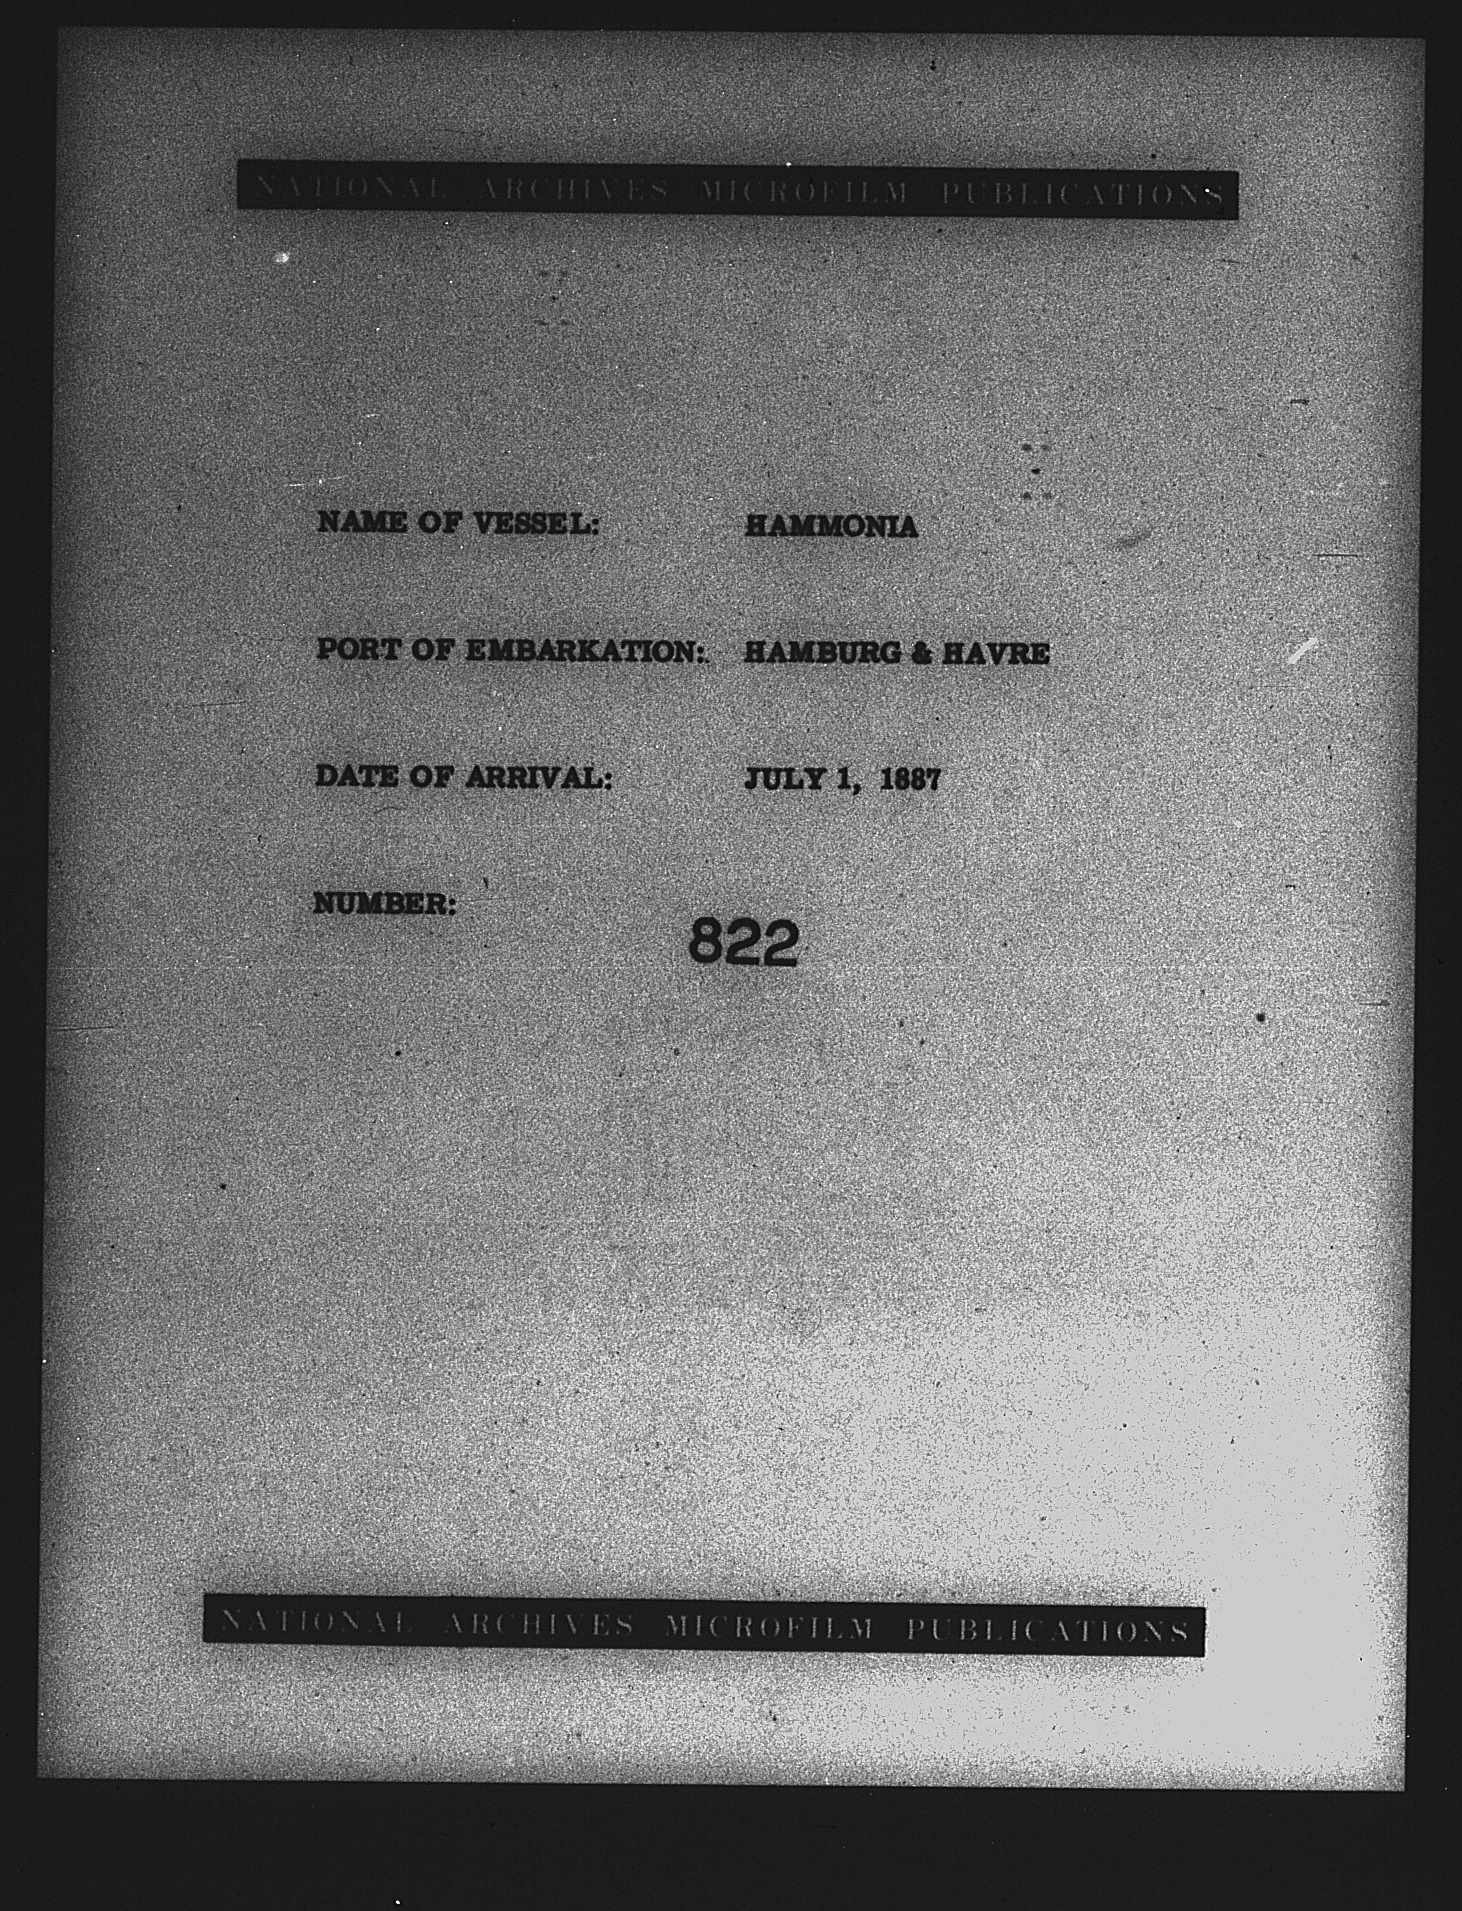 NATIONAL ARCHIVES MICROFILM PUBLICATIONS
NAME OF VESSEL: HAMMONIA
PORT OF EMBARKATION: HAMBURG & HAVRE
DATE OF ARRIVAL: JULY 1, 1887
NUMBER:
822
NATIONAL ARCHIVES MICROFILM PUBLICATIONS